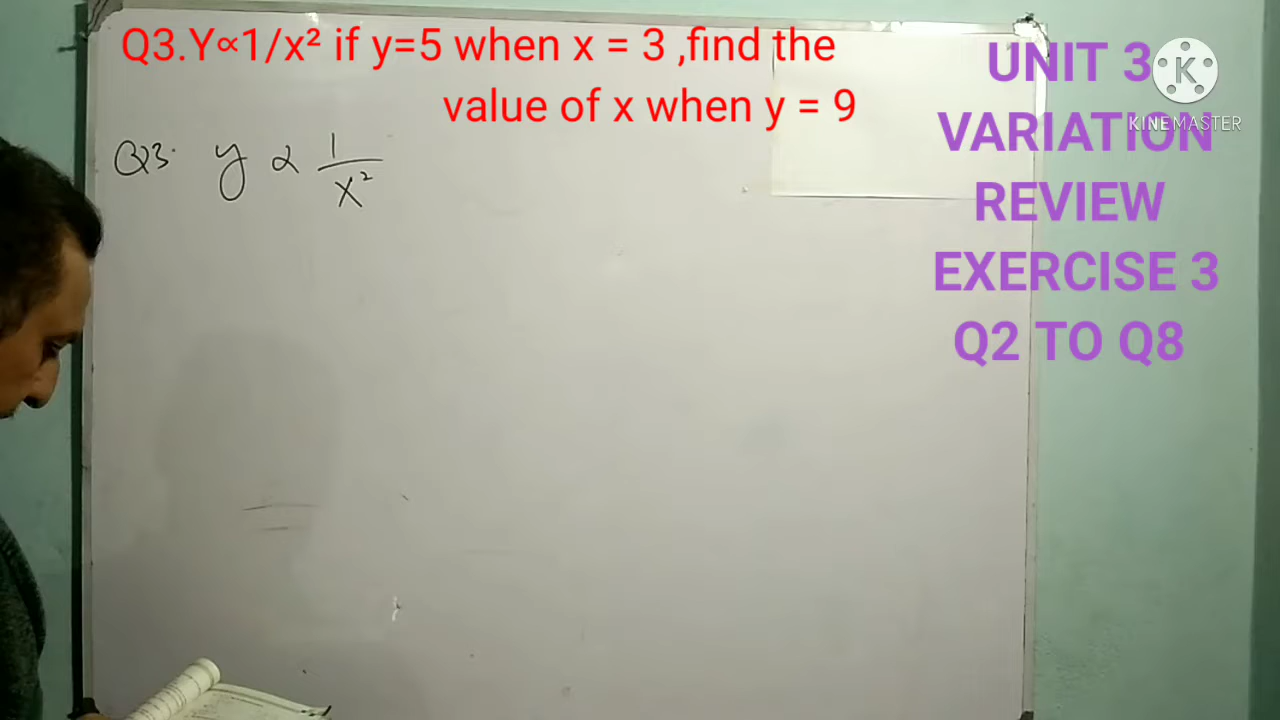 Q3.Y∝1/x² if y=5 when x = 3 ,find the
value of x when y = 9
Q3. y ∝ 1/x²
UNIT 3
VARIATION
REVIEW
EXERCISE 3
Q2 TO Q8
K
KINEMASTER